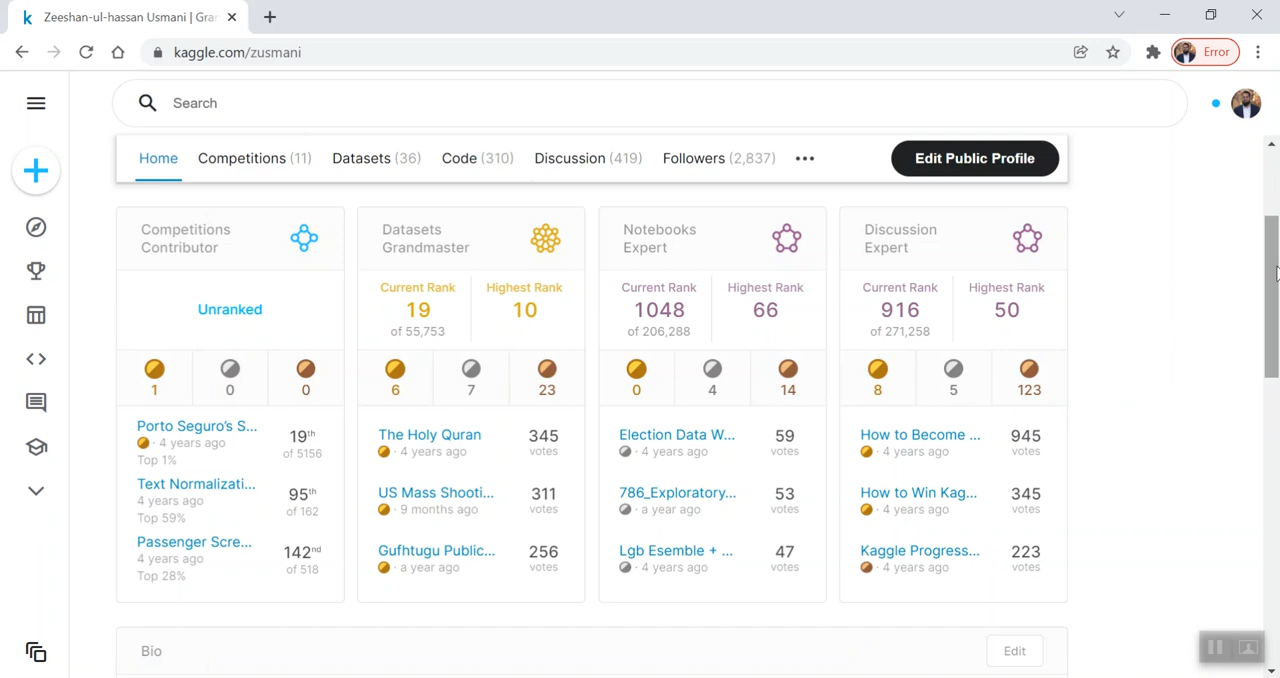 Zeeshan-ul-hassan Usmani | Gra
kaggle.com/zusmani
Error
Search
Home Competitions (11) Datasets (36) Code (310) Discussion (419) Followers (2,837) ••• Edit Public Profile
Competitions
Contributor
Unranked
1 0 0
Porto Seguro's S... 19th
· 4 years ago of 5156
Top 1%
Text Normalizati... 95th
4 years ago of 162
Top 59%
Passenger Scre... 142nd
4 years ago of 518
Top 28%
Datasets
Grandmaster
Current Rank Highest Rank
19 10
of 55,753
6 7 23
The Holy Quran 345
· 4 years ago votes
US Mass Shooti... 311
· 9 months ago votes
Gufhtugu Public... 256
· a year ago votes
Notebooks
Expert
Current Rank Highest Rank
1048 66
of 206,288
0 4 14
Election Data W... 59
· 4 years ago votes
786_Exploratory... 53
· a year ago votes
Lgb Esemble + ... 47
· 4 years ago votes
Discussion
Expert
Current Rank Highest Rank
916 50
of 271,258
8 5 123
How to Become ... 945
· 4 years ago votes
How to Win Kag... 345
· 4 years ago votes
Kaggle Progress... 223
· 4 years ago votes
Bio Edit